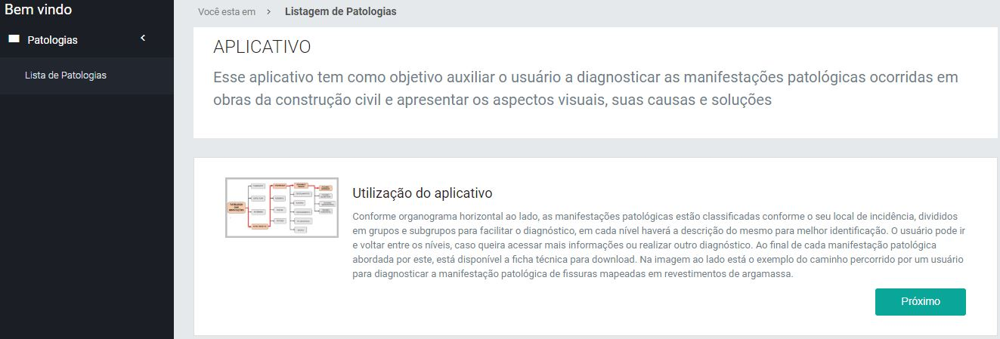 Bem vindo
Patologias
Lista de Patologias
Você esta em > Listagem de Patologias
APLICATIVO
Esse aplicativo tem como objetivo auxiliar o usuário a diagnosticar as manifestações patológicas ocorridas em
obras da construção civil e apresentar os aspectos visuais, suas causas e soluções
Utilização do aplicativo
Conforme organograma horizontal ao lado, as manifestações patológicas estão classificadas conforme o seu local de incidência, divididos
em grupos e subgrupos para facilitar o diagnóstico, em cada nível haverá a descrição do mesmo para melhor identificação. O usuário pode ir
e voltar entre os níveis, caso queira acessar mais informações ou realizar outro diagnóstico. Ao final de cada manifestação patológica
abordada por este, está disponível a ficha técnica para download. Na imagem ao lado está o exemplo do caminho percorrido por um usuário
para diagnosticar a manifestação patológica de fissuras mapeadas em revestimentos de argamassa.
Próximo